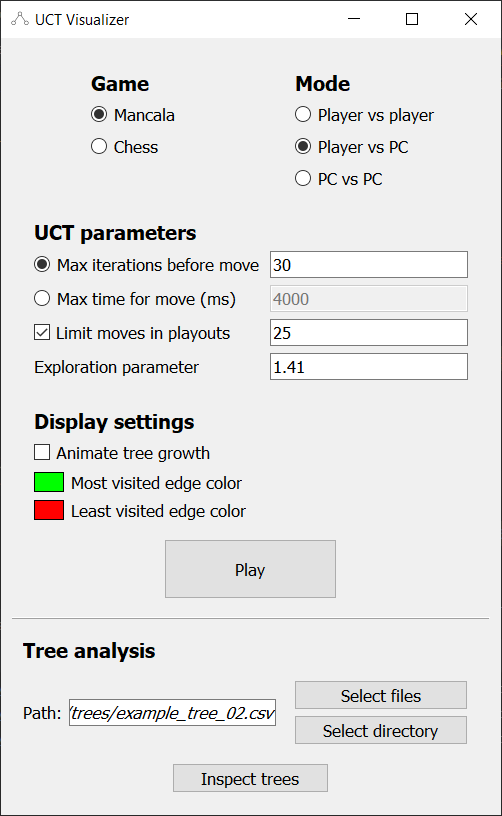 UCT Visualizer
Game
Mancala
Chess
Mode
Player vs player
Player vs PC
PC vs PC
UCT parameters
Max iterations before move 30
Max time for move (ms) 4000
Limit moves in playouts 25
Exploration parameter 1.41
Display settings
Animate tree growth
Most visited edge color
Least visited edge color
Play
Tree analysis
Path: /trees/example_tree_02.csv
Select files
Select directory
Inspect trees